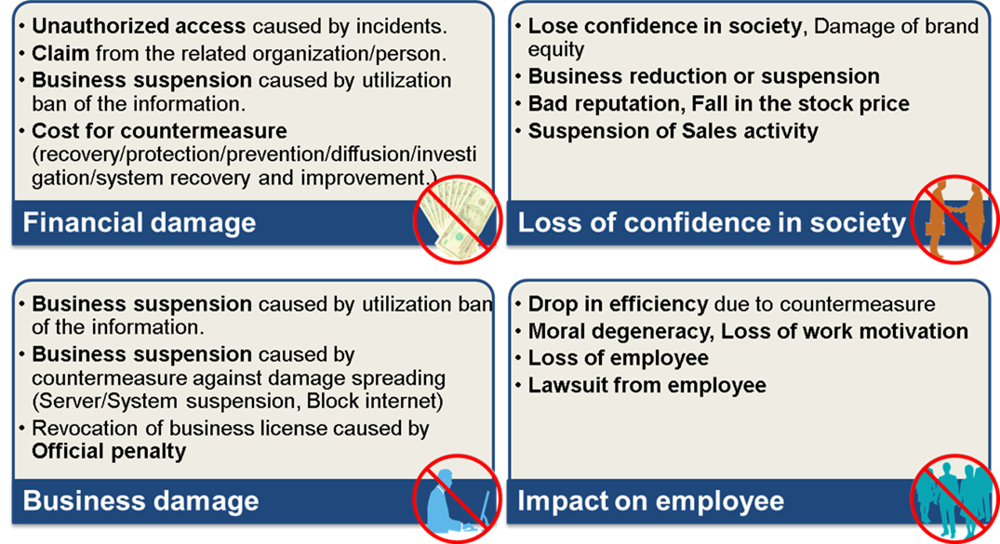 • Unauthorized access caused by incidents.
• Claim from the related organization/person.
• Business suspension caused by utilization
ban of the information.
• Cost for countermeasure
(recovery/protection/prevention/diffusion/investi
gation/system recovery and improvement.)
Financial damage
• Lose confidence in society, Damage of brand
equity
• Business reduction or suspension
• Bad reputation, Fall in the stock price
• Suspension of Sales activity
Loss of confidence in society
• Business suspension caused by utilization ban
of the information.
• Business suspension caused by
countermeasure against damage spreading
(Server/System suspension, Block internet)
• Revocation of business license caused by
Official penalty
Business damage
• Drop in efficiency due to countermeasure
• Moral degeneracy, Loss of work motivation
• Loss of employee
• Lawsuit from employee
Impact on employee